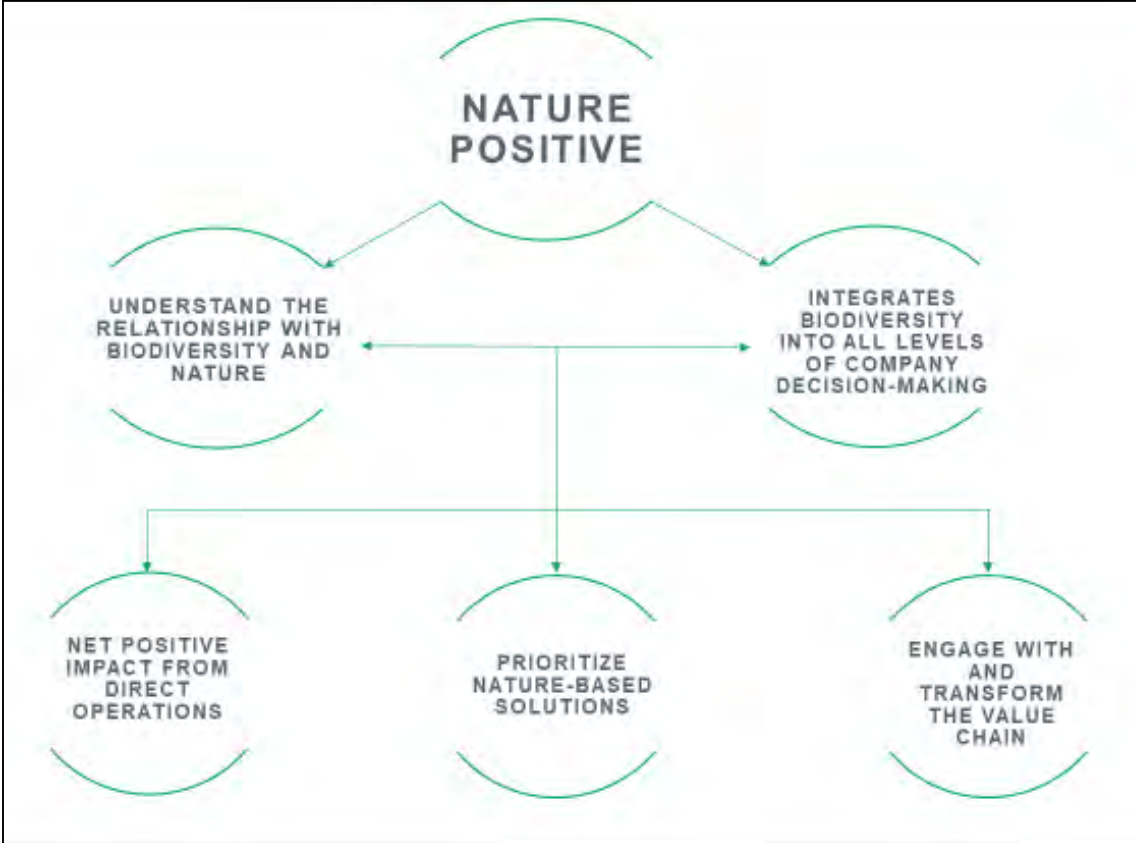 NATURE
POSITIVE
UNDERSTAND THE
RELATIONSHIP WITH
BIODIVERSITY AND
NATURE
INTEGRATES
BIODIVERSITY
INTO ALL LEVELS
OF COMPANY
DECISION-MAKING
NET POSITIVE
IMPACT FROM
DIRECT
OPERATIONS
PRIORITIZE
NATURE-BASED
SOLUTIONS
ENGAGE WITH
AND
TRANSFORM
THE VALUE
CHAIN